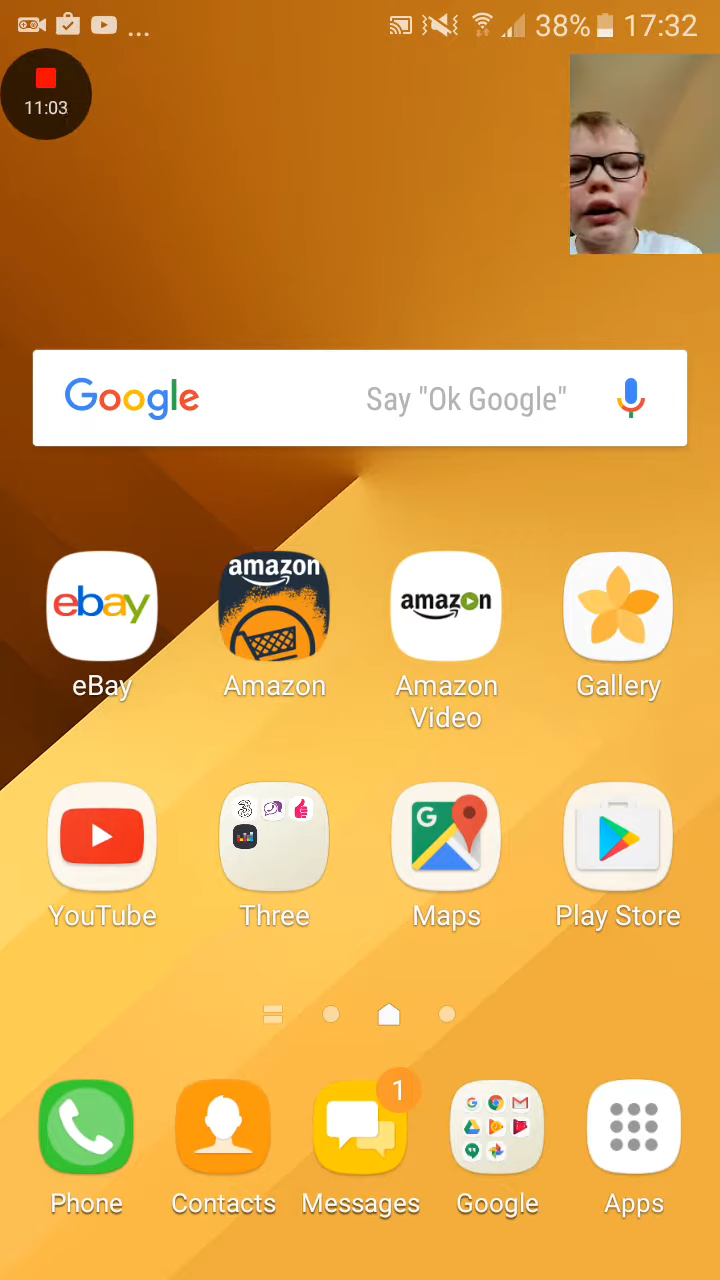 ... 38% 17:32
11:03
Google Say "Ok Google"
ebay amazon amazon
eBay Amazon Amazon Video Gallery
G
YouTube Three Maps Play Store
1
Phone Contacts Messages Google Apps